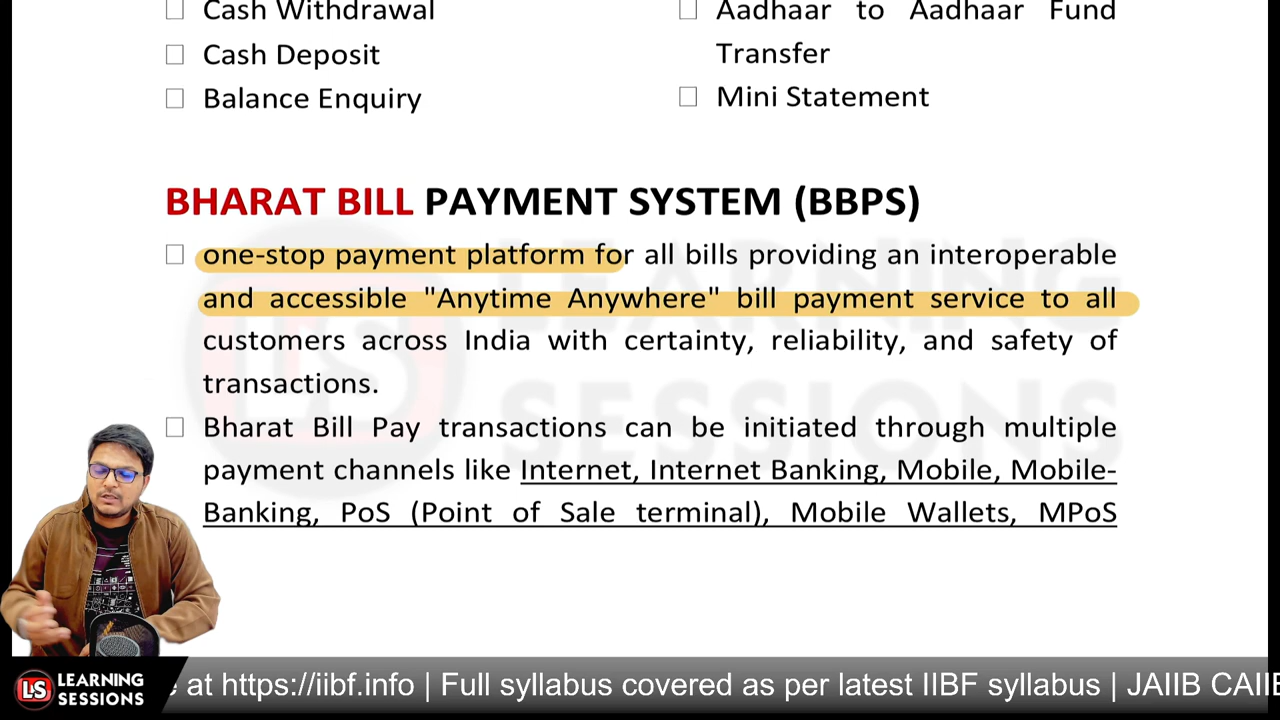 Cash Withdrawal
Cash Deposit
Balance Enquiry
Aadhaar to Aadhaar Fund
Transfer
Mini Statement
BHARAT BILL PAYMENT SYSTEM (BBPS)
one-stop payment platform for all bills providing an interoperable
and accessible "Anytime Anywhere" bill payment service to all
customers across India with certainty, reliability, and safety of
transactions.
Bharat Bill Pay transactions can be initiated through multiple
payment channels like Internet, Internet Banking, Mobile, Mobile-
Banking, PoS (Point of Sale terminal), Mobile Wallets, MPoS
LS LEARNING
SESSIONS
at https://iibf.info | Full syllabus covered as per latest IIBF syllabus | JAIIB
LS LEARNING
SESSIONS